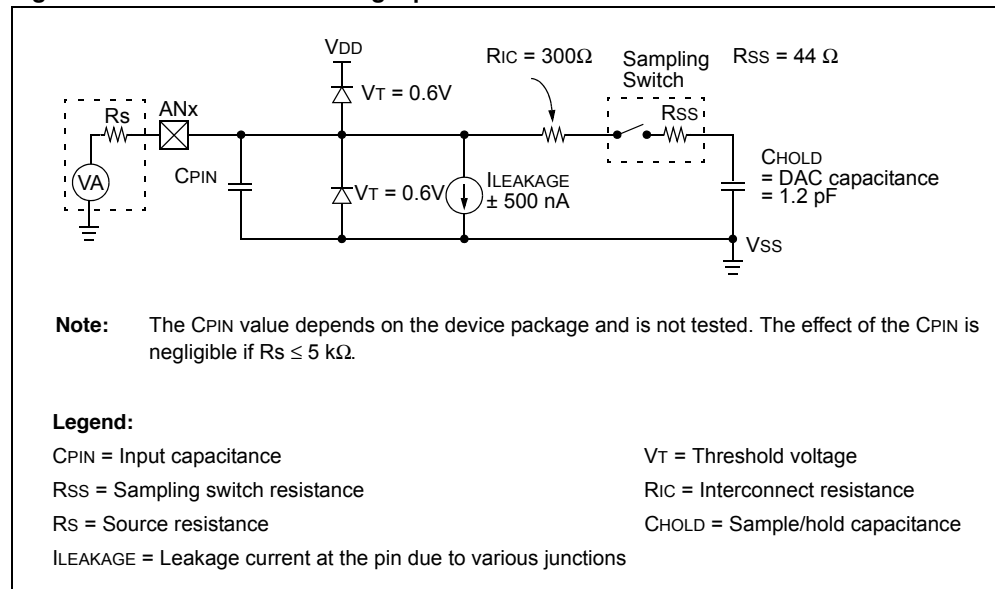 VDD
RIC = 300Ω
Sampling
Switch
RSS = 44 Ω
VT = 0.6V
Rs
ANx
RSS
CPIN
VA
VT = 0.6V
ILEAKAGE
± 500 nA
CHOLD
= DAC capacitance
= 1.2 pF
VSS
Note: The CPIN value depends on the device package and is not tested. The effect of the CPIN is
negligible if Rs ≤ 5 kΩ.
Legend:
CPIN = Input capacitance
VT = Threshold voltage
RSS = Sampling switch resistance
RIC = Interconnect resistance
RS = Source resistance
CHOLD = Sample/hold capacitance
ILEAKAGE = Leakage current at the pin due to various junctions